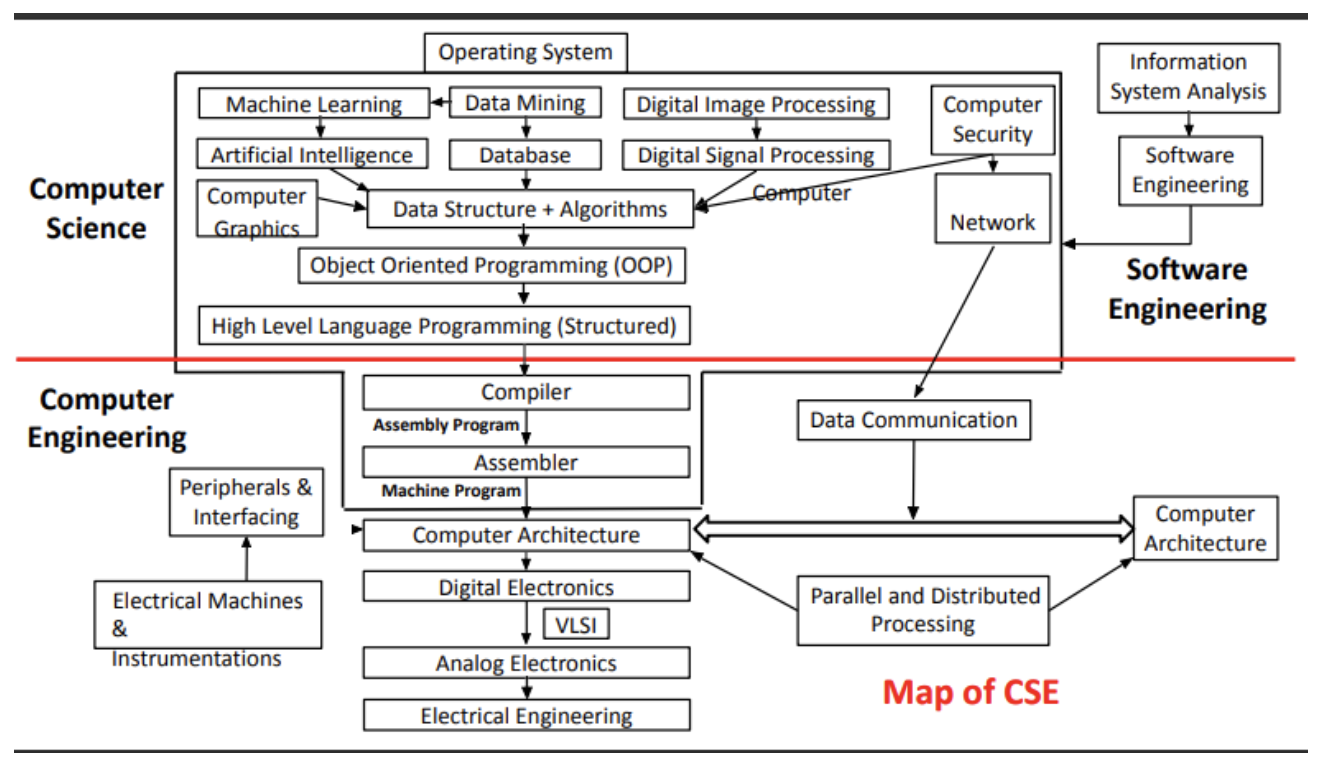 Operating System
Information
System Analysis
Machine Learning
Data Mining
Digital Image Processing
Computer
Security
Artificial Intelligence
Database
Digital Signal Processing
Software
Engineering
Computer
Science
Computer
Graphics
Data Structure + Algorithms
Computer
Network
Object Oriented Programming (OOP)
Software
Engineering
High Level Language Programming (Structured)
Computer
Engineering
Compiler
Assembly Program
Data Communication
Assembler
Machine Program
Peripherals &
Interfacing
Computer Architecture
Computer
Architecture
Digital Electronics
Electrical Machines
&
Instrumentations
VLSI
Parallel and Distributed
Processing
Analog Electronics
Electrical Engineering
Map of CSE